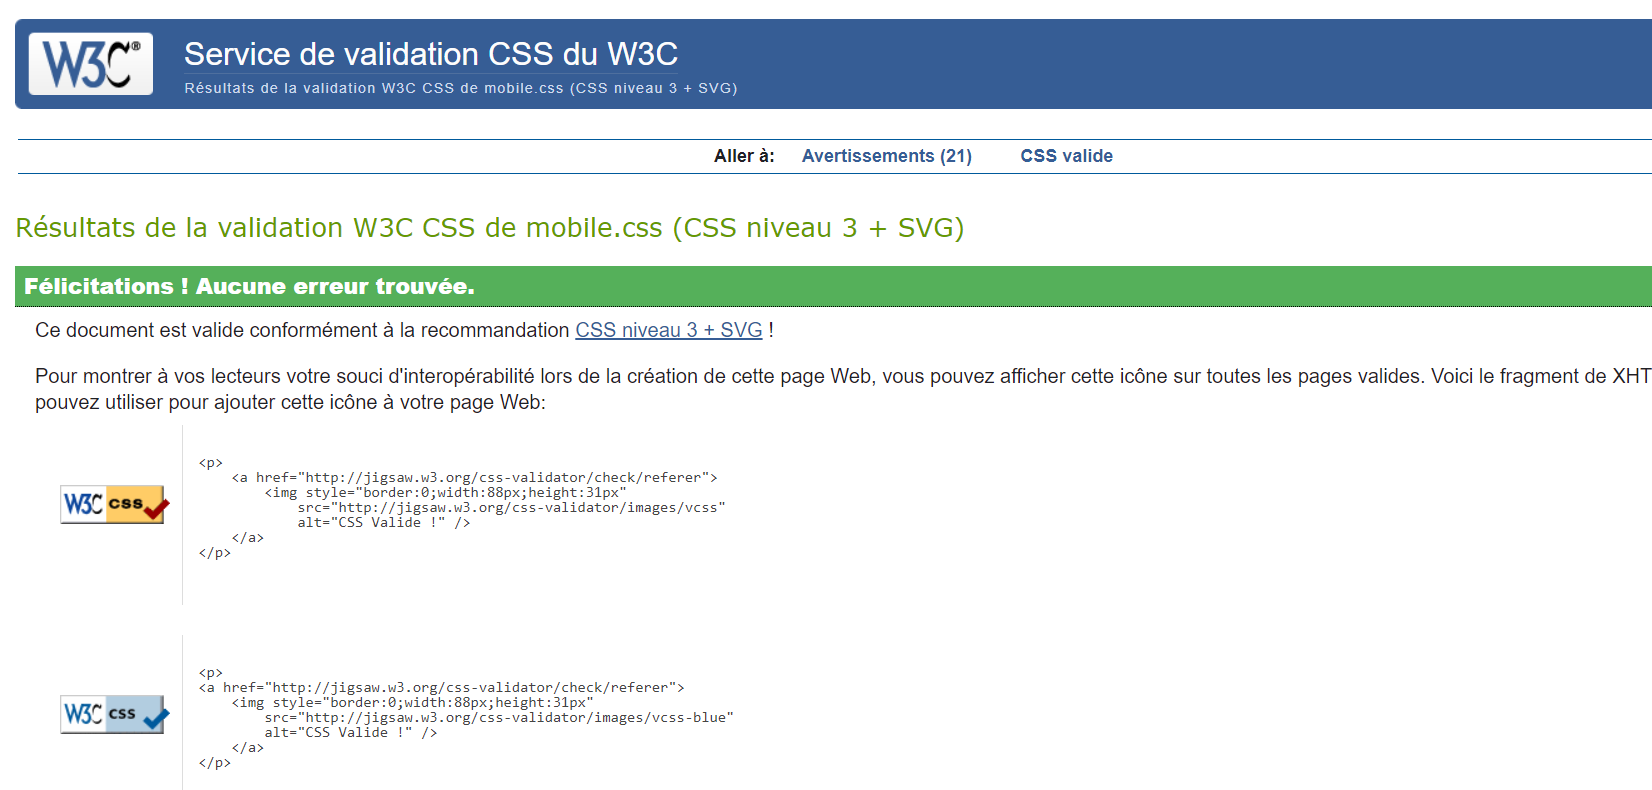 W3C®
Service de validation CSS du W3C
Résultats de la validation W3C CSS de mobile.css (CSS niveau 3 + SVG)
Aller à: Avertissements (21) CSS valide
Résultats de la validation W3C CSS de mobile.css (CSS niveau 3 + SVG)
Félicitations ! Aucune erreur trouvée.
Ce document est valide conformément à la recommandation CSS niveau 3 + SVG !
Pour montrer à vos lecteurs votre souci d'interopérabilité lors de la création de cette page Web, vous pouvez afficher cette icône sur toutes les pages valides. Voici le fragment de XHT
pouvez utiliser pour ajouter cette icône à votre page Web:
W3C css
<p>
<a href="http://jigsaw.w3.org/css-validator/check/referer">
<img style="border:0;width:88px;height:31px"
src="http://jigsaw.w3.org/css-validator/images/vcss"
alt="CSS Valide !" />
</a>
</p>
W3C css
<p>
<a href="http://jigsaw.w3.org/css-validator/check/referer">
<img style="border:0;width:88px;height:31px"
src="http://jigsaw.w3.org/css-validator/images/vcss-blue"
alt="CSS Valide !" />
</a>
</p>